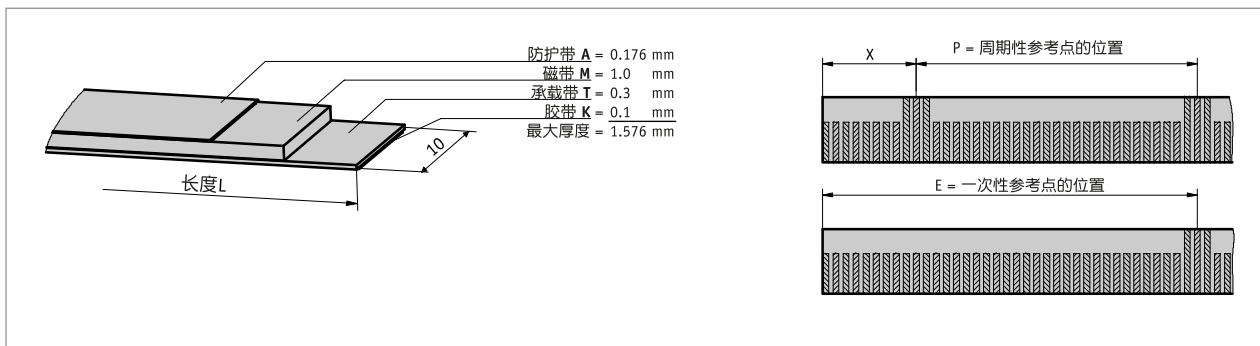 防护带 A = 0.176 mm
磁带 M = 1.0 mm
承载带 T = 0.3 mm
胶带 K = 0.1 mm
最大厚度 = 1.576 mm
10
长度L
X
P = 周期性参考点的位置
E = 一次性参考点的位置